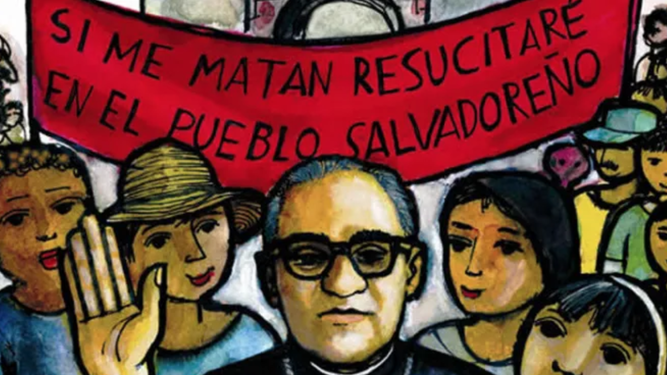 SI ME MATAN RESUCITARÉ
EN EL PUEBLO SALVADOREÑO